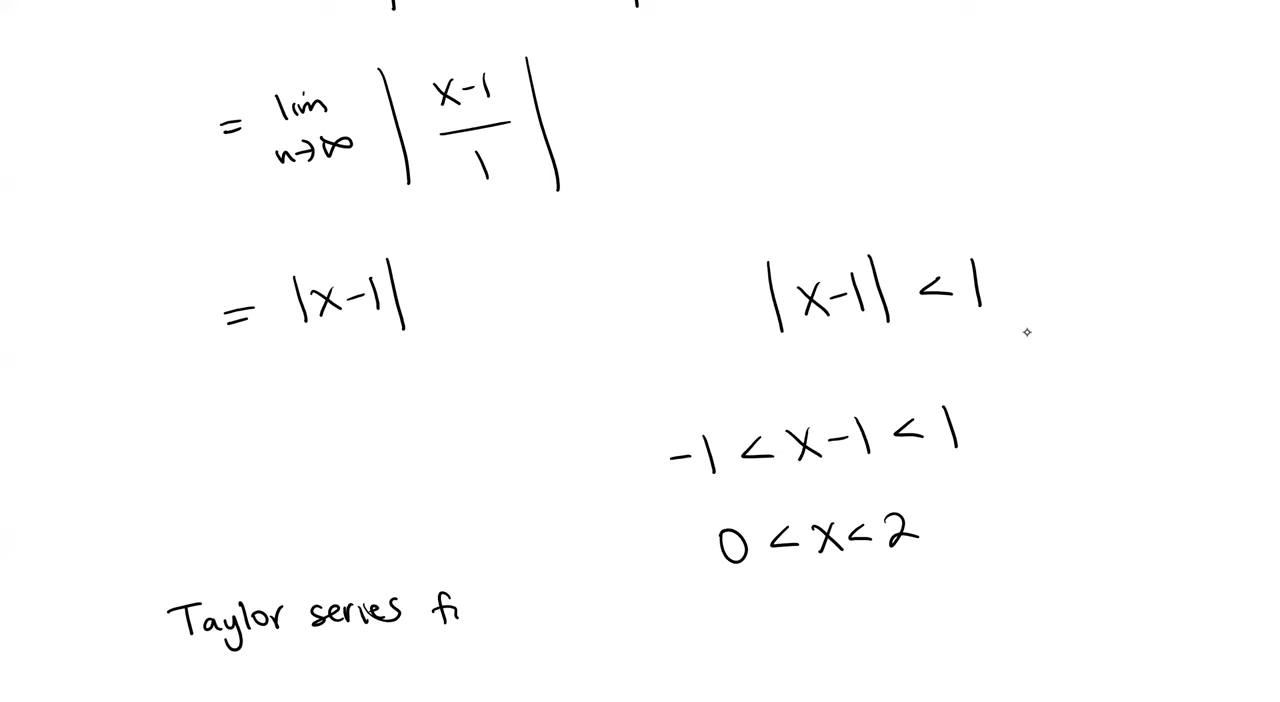 = lim n→∞ | x-1 / 1 |
= |x-1|
|x-1| < 1
-1 < x-1 < 1
0 < x < 2
Taylor series